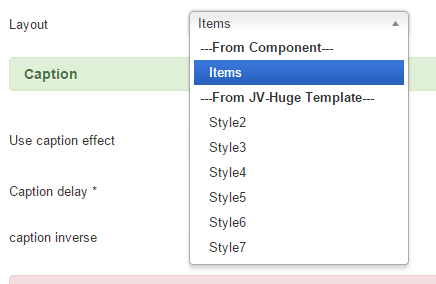 Layout
Items
---From Component---
Items
Caption
---From JV-Huge Template---
Style2
Use caption effect
Style3
Style4
Caption delay *
Style5
Style6
caption inverse
Style7